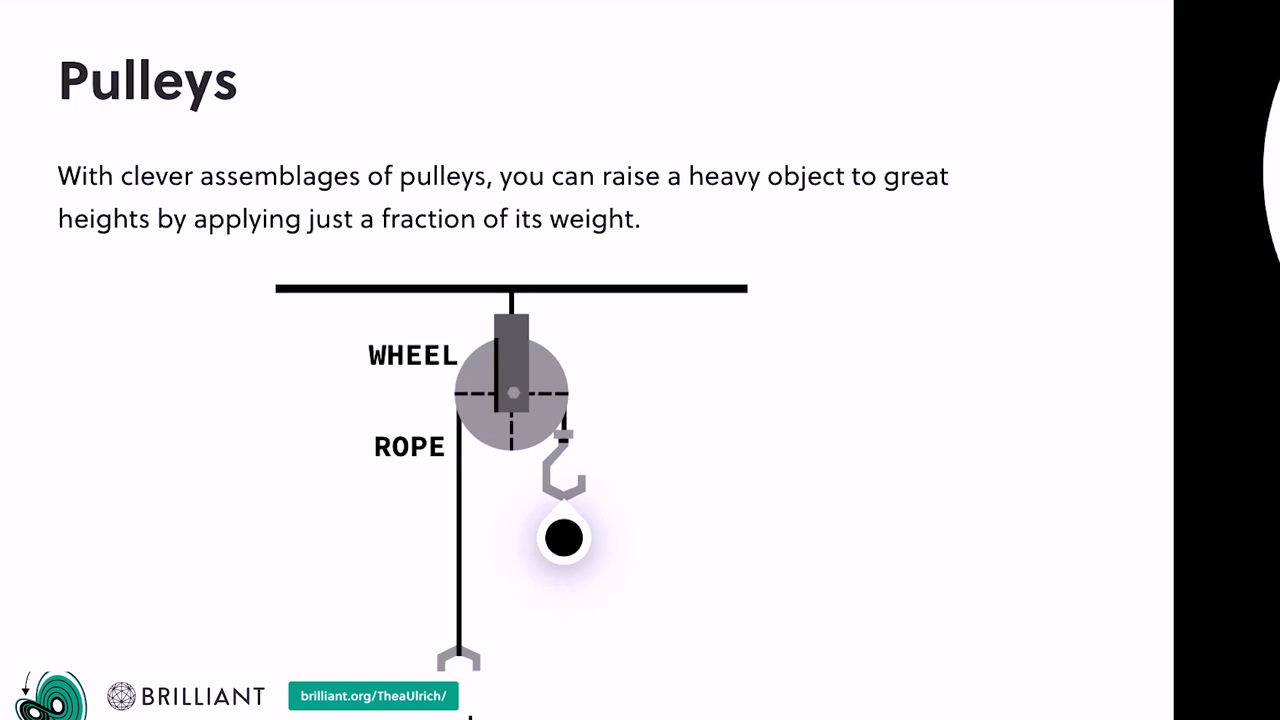 Pulleys
With clever assemblages of pulleys, you can raise a heavy object to great
heights by applying just a fraction of its weight.
WHEEL
ROPE
BRILLIANT
brilliant.org/TheaUlrich/